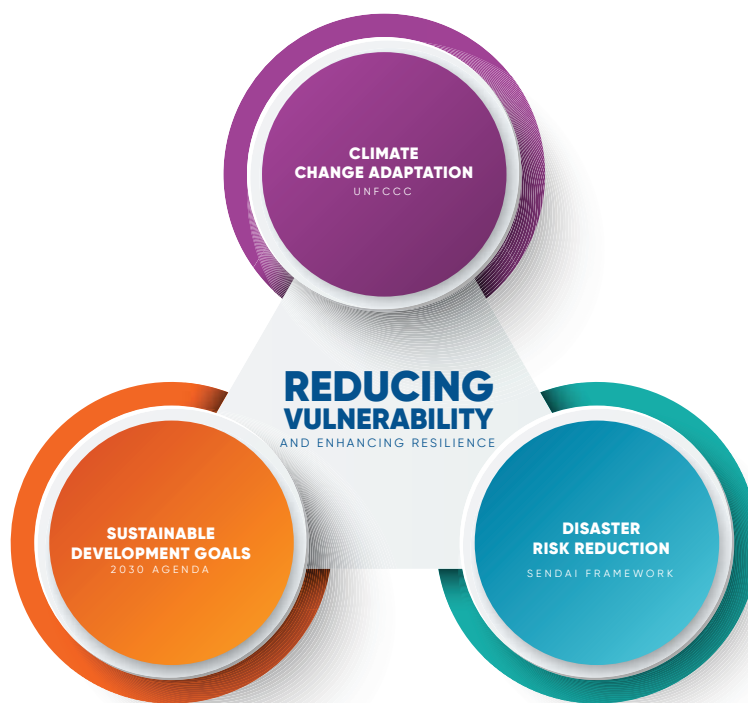 CLIMATE
CHANGE ADAPTATION
UNFCCC
REDUCING
VULNERABILITY
AND ENHANCING RESILIENCE
SUSTAINABLE
DEVELOPMENT GOALS
2030 AGENDA
DISASTER
RISK REDUCTION
SENDAI FRAMEWORK